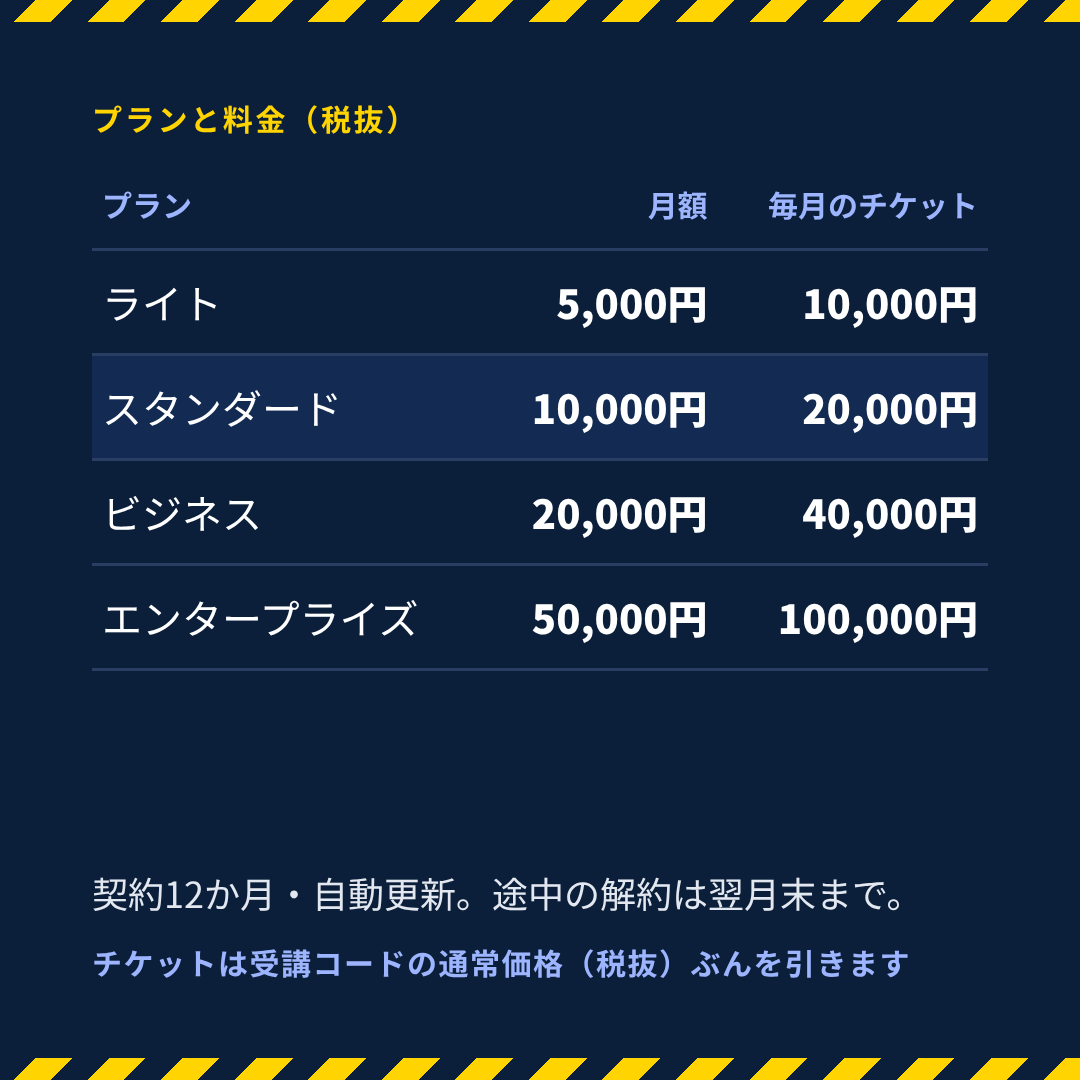 プランと料金（税抜）
プラン 月額 毎月のチケット
ライト 5,000円 10,000円
スタンダード 10,000円 20,000円
ビジネス 20,000円 40,000円
エンタープライズ 50,000円 100,000円
契約12か月・自動更新。途中の解約は翌月末まで。
チケットは受講コードの通常価格（税抜）ぶんを引きます